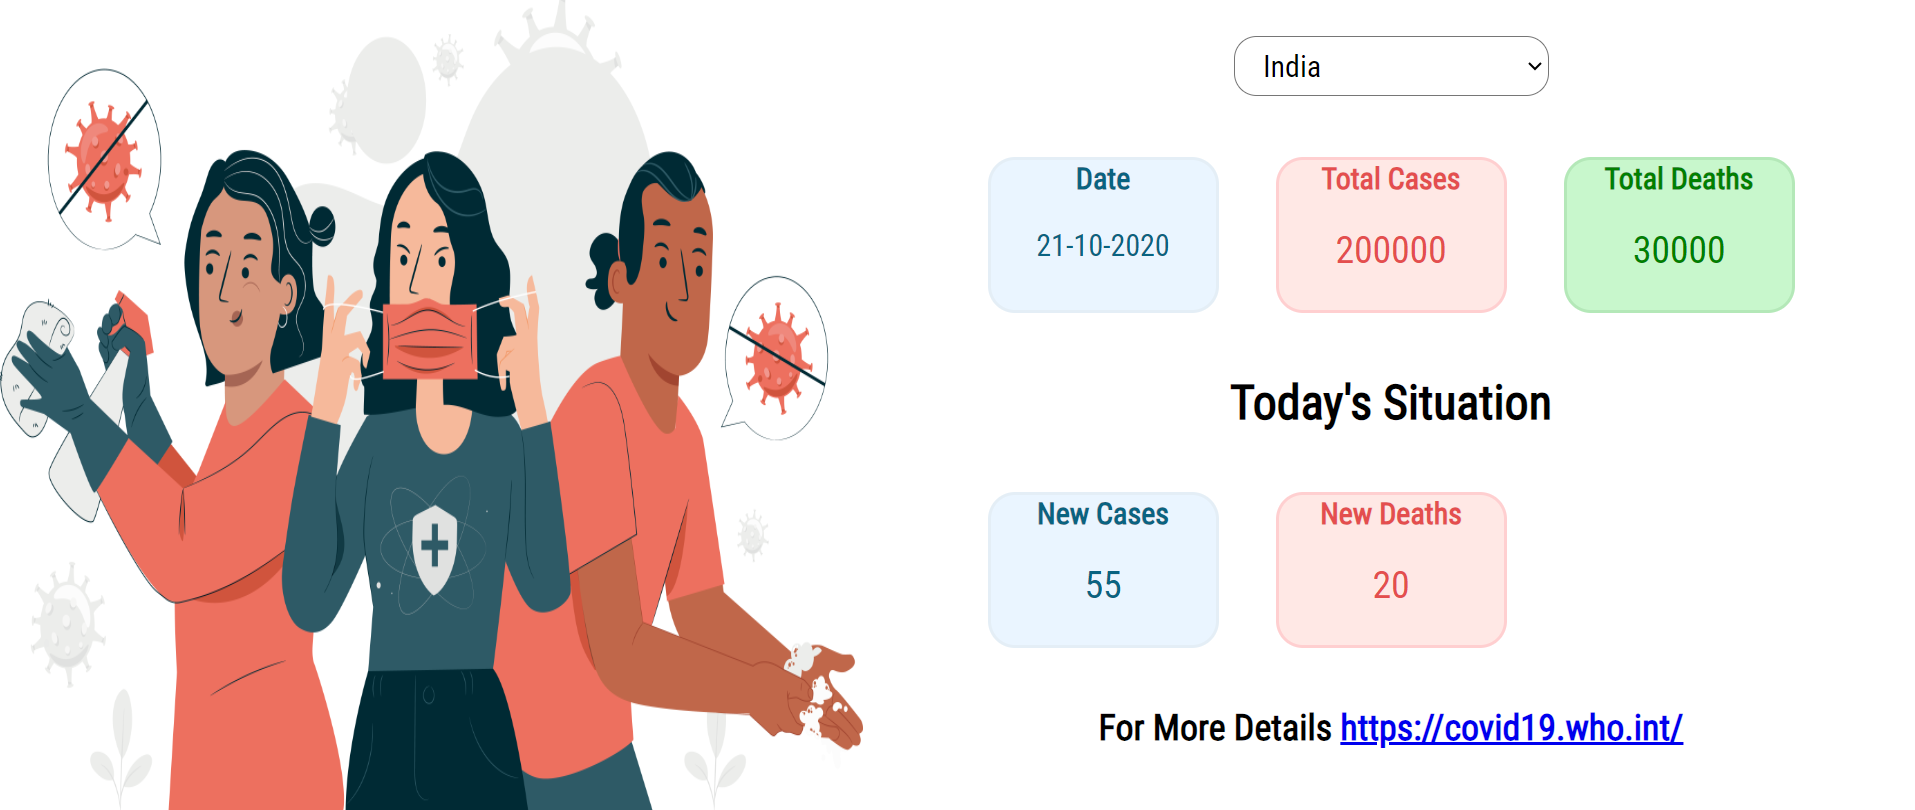 India
Date
21-10-2020
Total Cases
200000
Total Deaths
30000
Today's Situation
New Cases
55
New Deaths
20
For More Details https://covid19.who.int/